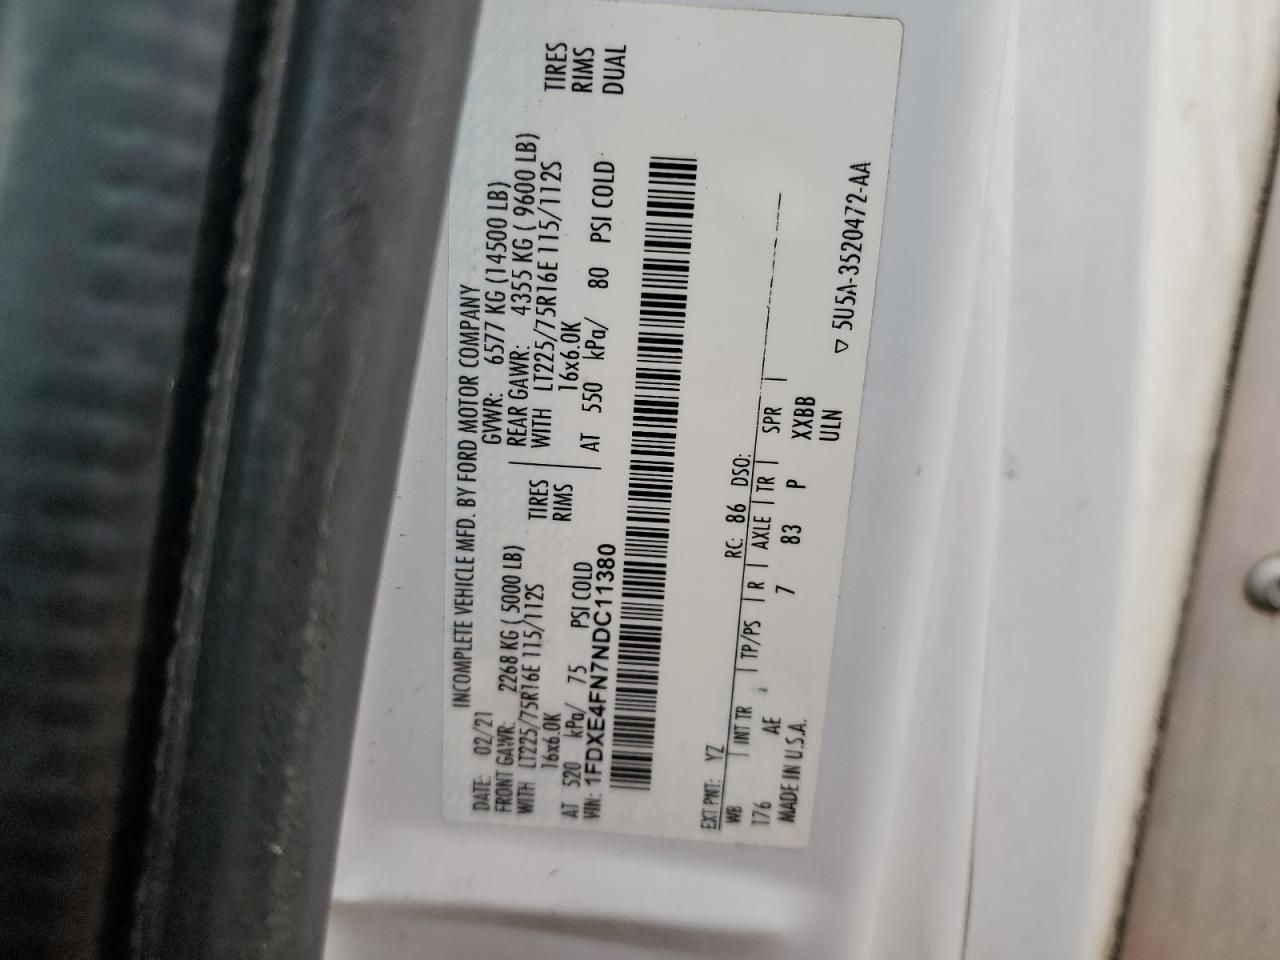 INCOMPLETE VEHICLE MFD. BY FORD MOTOR COMPANY
DATE: 02/21 GVWR: 6577 KG (14500 LB)
FRONT GAWR: 2268 KG ( 5000 LB) REAR GAWR: 4355 KG ( 9600 LB)
WITH LT225/75R16E 115/112S TIRES WITH LT225/75R16E 115/112S TIRES
16x6.0K RIMS 16x6.0K RIMS
AT 520 kPa/ 75 PSI COLD AT 550 kPa/ 80 PSI COLD DUAL
VIN: 1FDXE4FN7NDC11380
EXT PNT: YZ RC: 86 DSO:
WB INT TR TP/PS R AXLE TR SPR
176 AE 7 83 P XXBB
MADE IN U.S.A. ULN
▽ 5U5A-3520472-AA